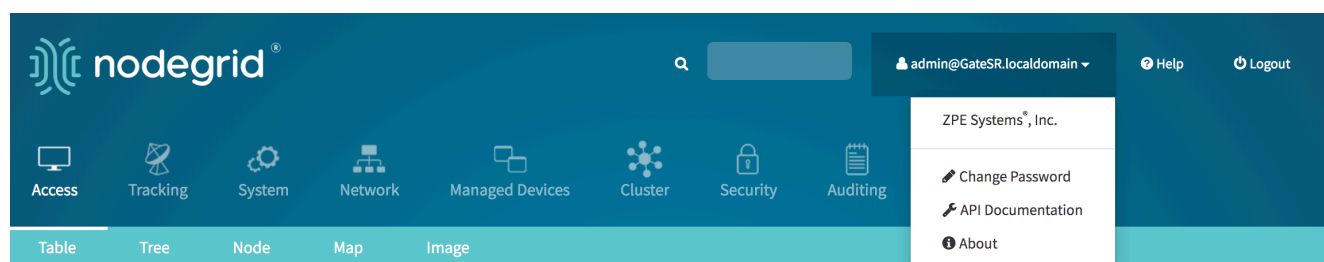 nodegrid®
admin@GateSR.localdomain
Help
Logout
ZPE Systems®, Inc.
Change Password
API Documentation
About
Access
Tracking
System
Network
Managed Devices
Cluster
Security
Auditing
Table
Tree
Node
Map
Image